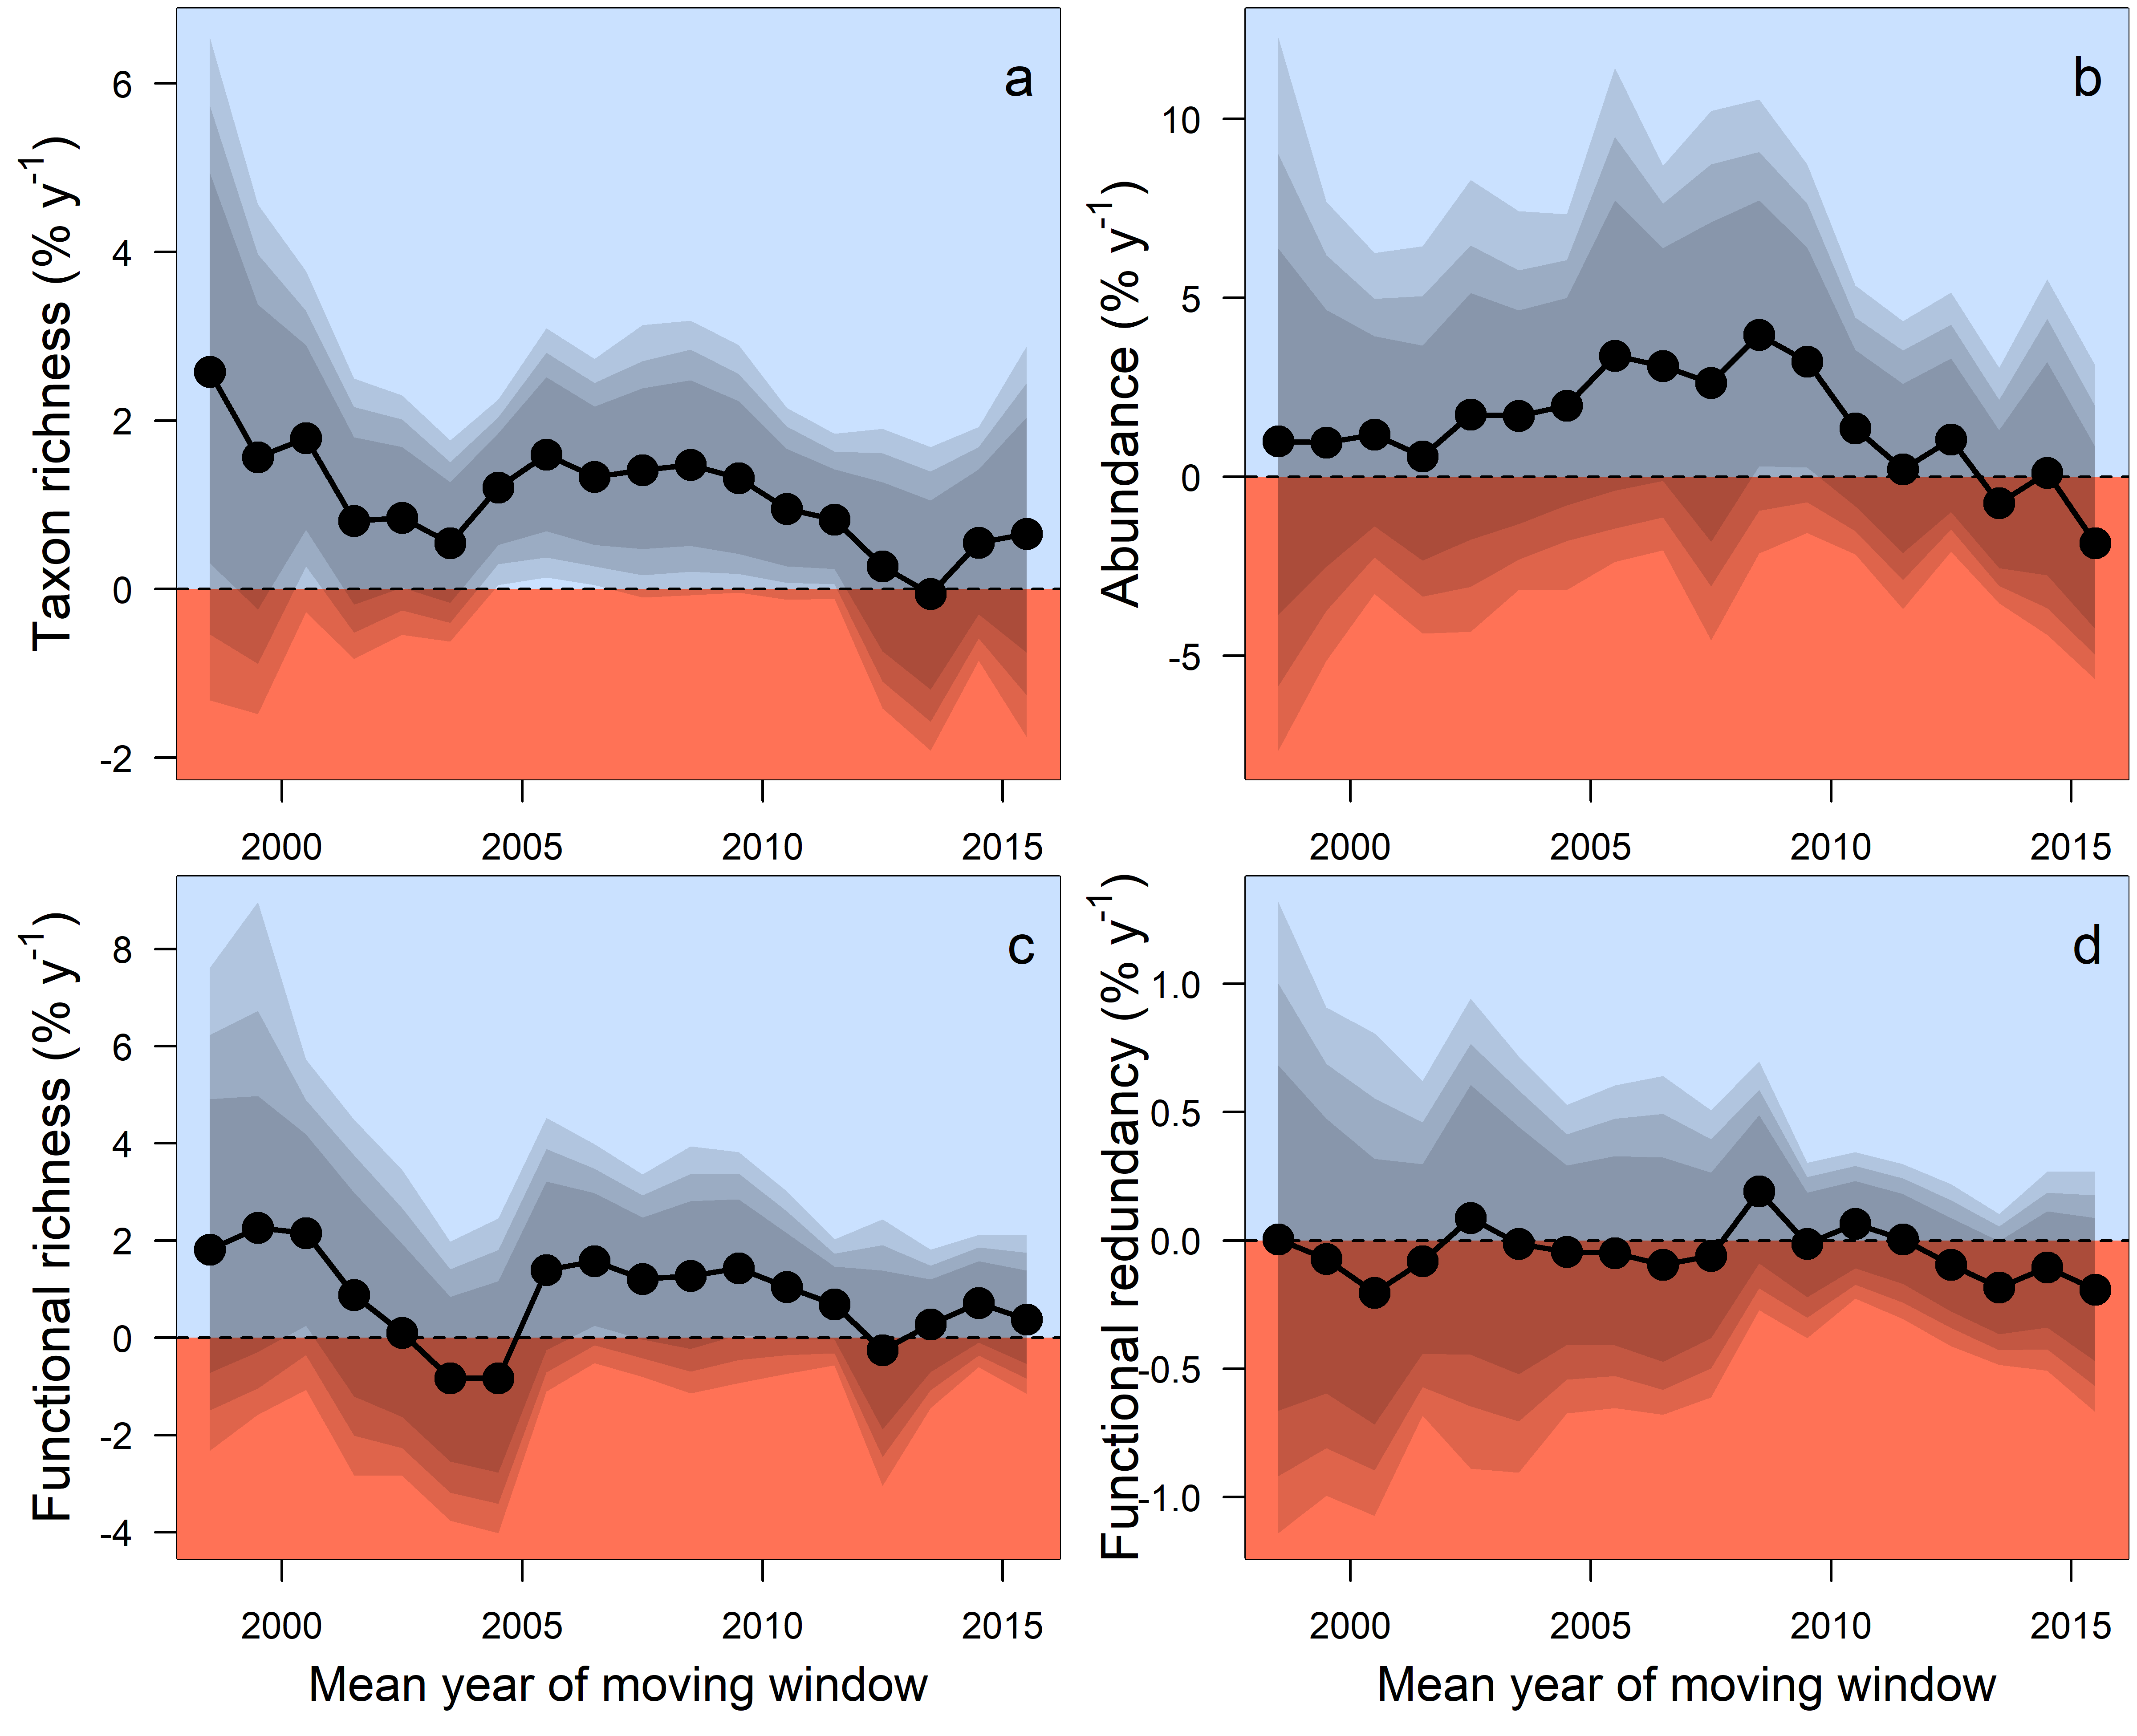 a
Taxon richness (% y-1)
6
4
2
0
-2
2000 2005 2010 2015
b
Abundance (% y-1)
10
5
0
-5
2000 2005 2010 2015
c
Functional richness (% y-1)
8
6
4
2
0
-2
-4
2000 2005 2010 2015
Mean year of moving window
d
Functional redundancy (% y-1)
1.0
0.5
0.0
-0.5
-1.0
2000 2005 2010 2015
Mean year of moving window